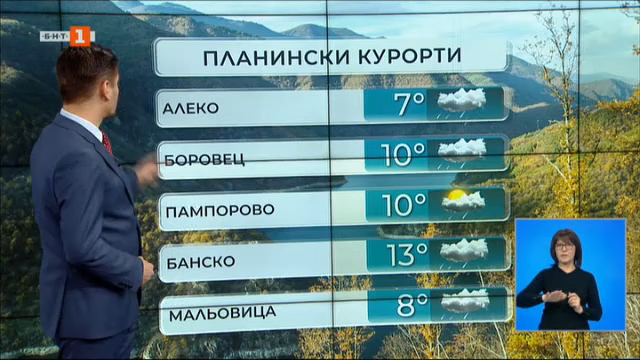 БНТ 1
ПЛАНИНСКИ КУРОРТИ
АЛЕКО 7°
БОРОВЕЦ 10°
ПАМПОРОВО 10°
БАНСКО 13°
МАЛЬОВИЦА 8°